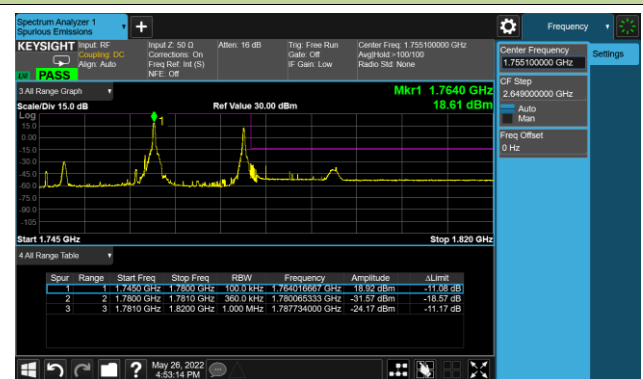 Spectrum Analyzer 1
Spurious Emissions
+
Frequency
KEYSIGHT
Input: RF
Coupling: DC
Align: Auto
Input Z: 50 Ω
Corrections: On
Freq Ref: Int (S)
NFE: Off
Atten: 16 dB
Trig: Free Run
Gate: Off
IF Gain: Low
Center Freq: 1.755100000 GHz
Avg|Hold:>100/100
Radio Std: None
LXI
PASS
Center Frequency
1.755100000 GHz
Settings
CF Step
2.649000000 GHz
Auto
Man
Freq Offset
0 Hz
3.All Range Graph
Mkr1 1.7640 GHz
18.61 dBm
Scale/Div 15.0 dB
Ref Value 30.00 dBm
Log
15.0
0.00
-15.0
-30.0
-45.0
-60.0
-75.0
-90.0
-105
1
Start 1.745 GHz
Stop 1.820 GHz
4.All Range Table
Spur Range Start Freq Stop Freq RBW Frequency Amplitude ΔLimit
1 1 1.7450 GHz 1.7800 GHz 100.0 kHz 1.764016667 GHz 18.92 dBm -11.08 dB
2 2 1.7800 GHz 1.7810 GHz 360.0 kHz 1.780065333 GHz -31.57 dBm -18.57 dB
3 3 1.7810 GHz 1.8200 GHz 1.000 MHz 1.787734000 GHz -24.17 dBm -11.17 dB
?
May 26, 2022
4:53:14 PM